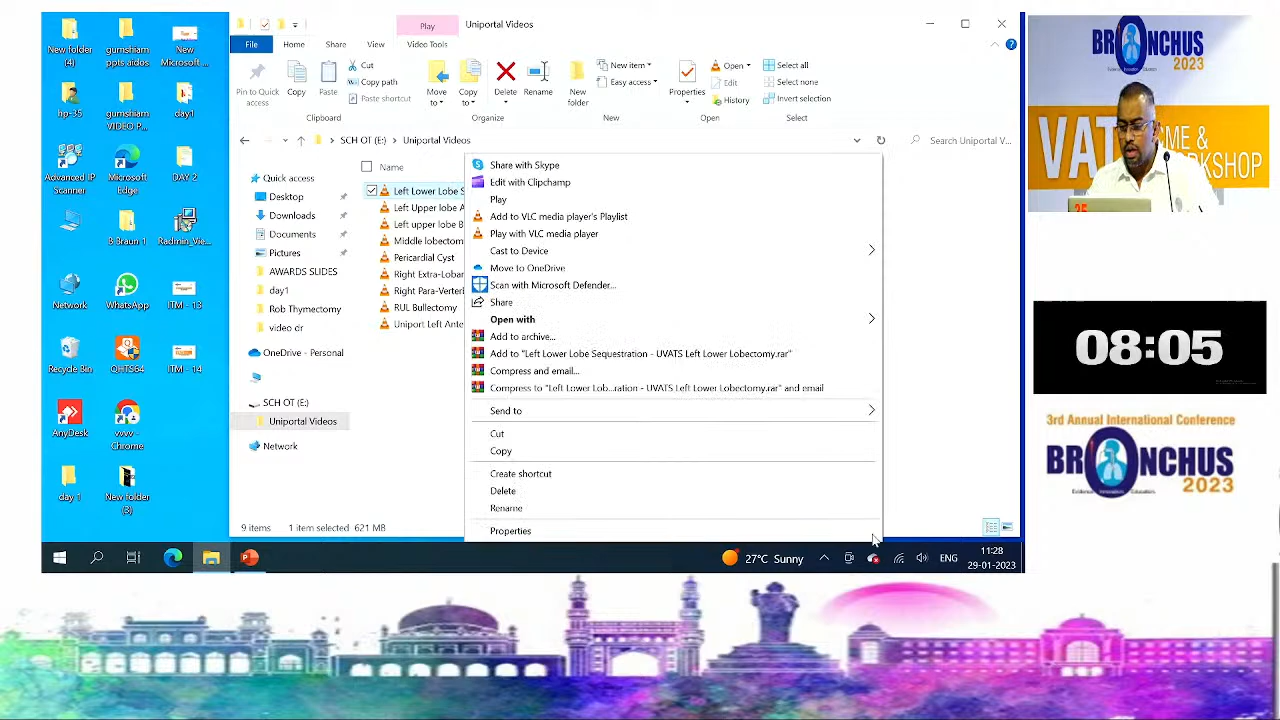 New folder (4)
gumshiam ppts aidos
New Microsoft ...
hp-35
gumshiam VIDEO P...
day1
Advanced IP Scanner
Microsoft Edge
DAY 2
B Braun 1
Radmin_Vie...
Network
WhatsApp
ITM - 13
Recycle Bin
QHTS64
ITM - 14
AnyDesk
vvvv - Chrome
day 1
New folder (3)
Play
Uniportal Videos
File
Home
Share
View
Video Tools
Pin to Quick access
Copy
Paste
Cut
Copy path
Paste shortcut
Clipboard
Move to
Copy to
Delete
Rename
Organize
New folder
New item
Easy access
New
Properties
Open
Edit
History
Open
Select all
Select none
Invert selection
Select
SCH OT (E:)
Uniportal Videos
Search Uniportal V...
Name
Quick access
Desktop
Downloads
Documents
Pictures
AWARDS SLIDES
day1
Rob Thymectomy
video dr
OneDrive - Personal
SCH OT (E:)
Uniportal Videos
Network
Left Lower Lobe S
Left Upper lobe A
Left upper lobe B
Middle lobectom
Pericardial Cyst
Right Extra-Lobar
Right Para-Verteb
RUL Bullectomy
Uniport Left Ante
Share with Skype
Edit with Clipchamp
Play
Add to VLC media player's Playlist
Play with VLC media player
Cast to Device
Move to OneDrive
Scan with Microsoft Defender...
Share
Open with
Add to archive...
Add to "Left Lower Lobe Sequestration - UVATS Left Lower Lobectomy.rar"
Compress and email...
Compress to "Left Lower Lob...ration - UVATS Left Lower Lobectomy.rar" and email
Send to
Cut
Copy
Create shortcut
Delete
Rename
Properties
9 items
1 item selected 621 MB
27°C Sunny
ENG
11:28
29-01-2023
BRONCHUS
2023
VATS CME &
WORKSHOP
08:05
3rd Annual International Conference
BRONCHUS
2023